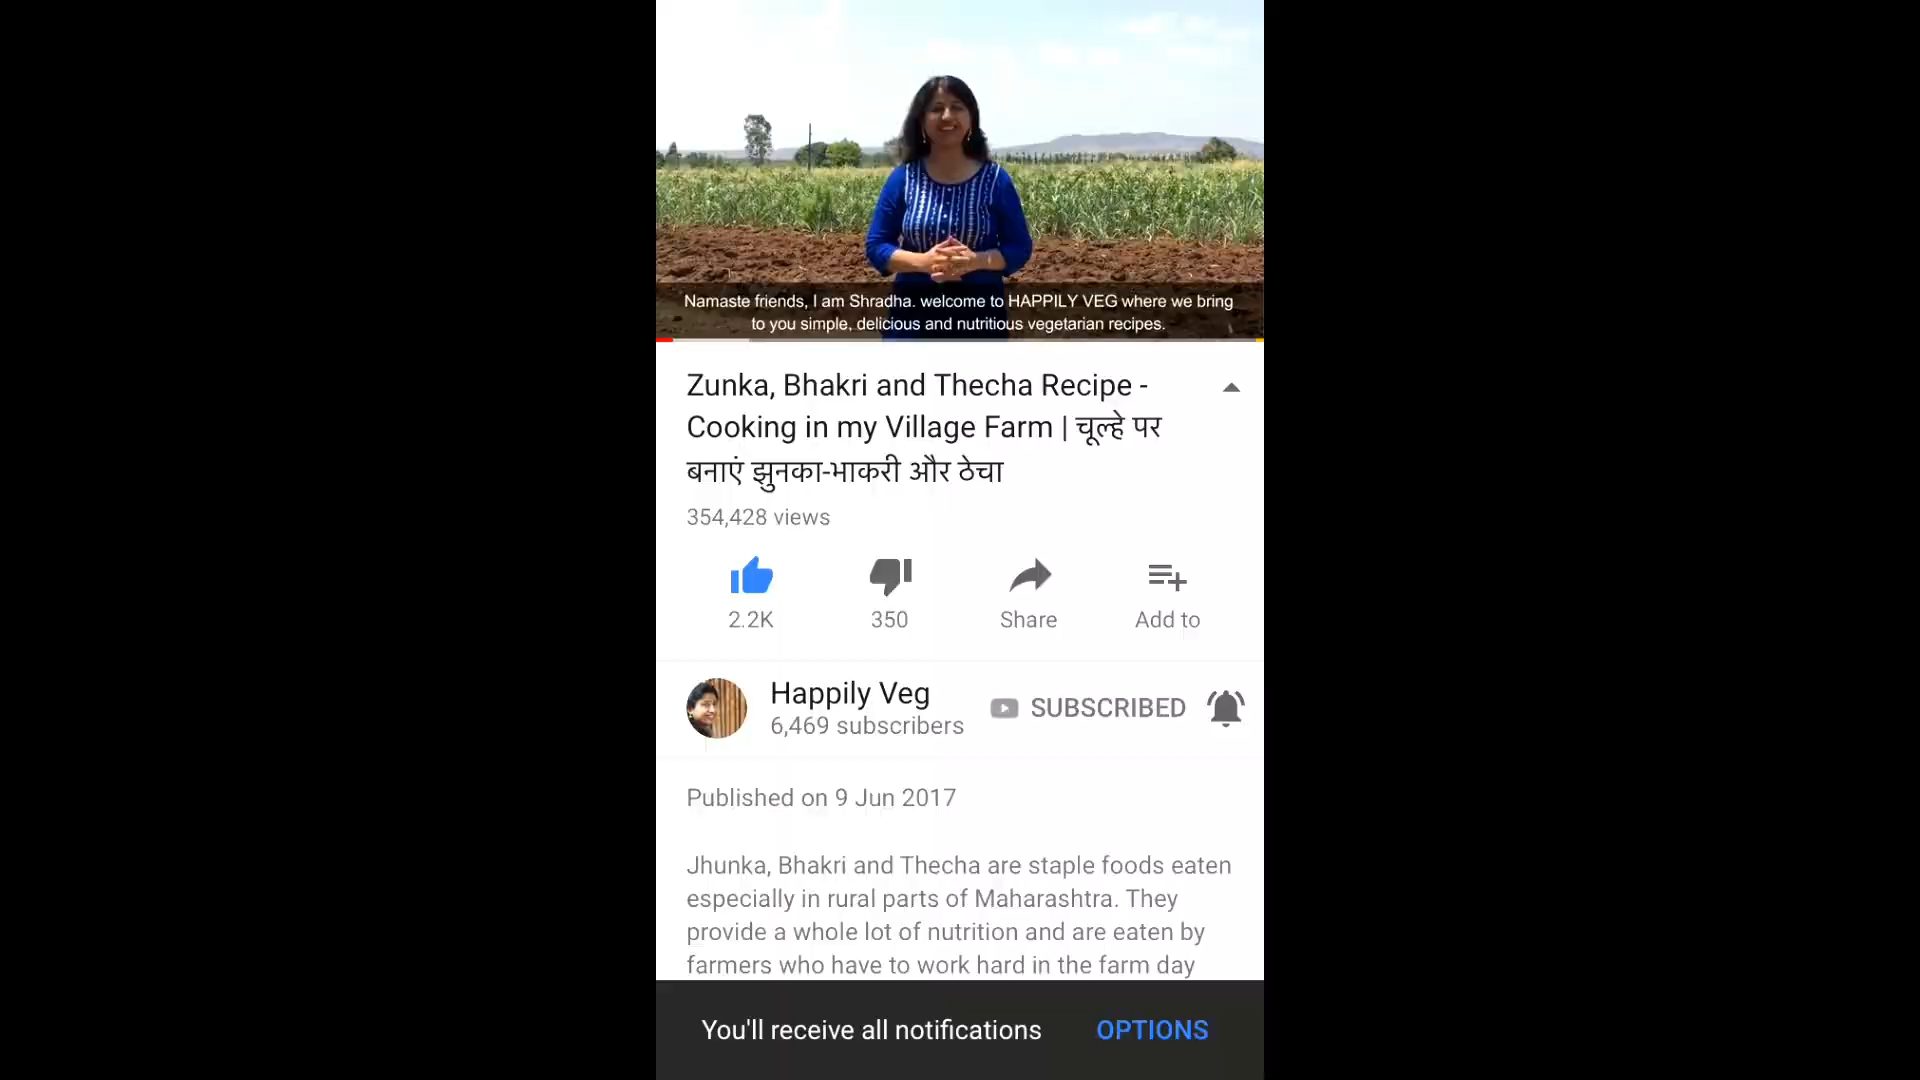 Namaste friends, I am Shradha. welcome to HAPPILY VEG where we bring
to you simple, delicious and nutritious vegetarian recipes.
Zunka, Bhakri and Thecha Recipe -
Cooking in my Village Farm | चूल्हे पर
बनाएं झुनका-भाकरी और ठेचा
354,428 views
2.2K
350
Share
Add to
Happily Veg
6,469 subscribers
SUBSCRIBED
Published on 9 Jun 2017
Jhunka, Bhakri and Thecha are staple foods eaten
especially in rural parts of Maharashtra. They
provide a whole lot of nutrition and are eaten by
farmers who have to work hard in the farm day
You'll receive all notifications
OPTIONS